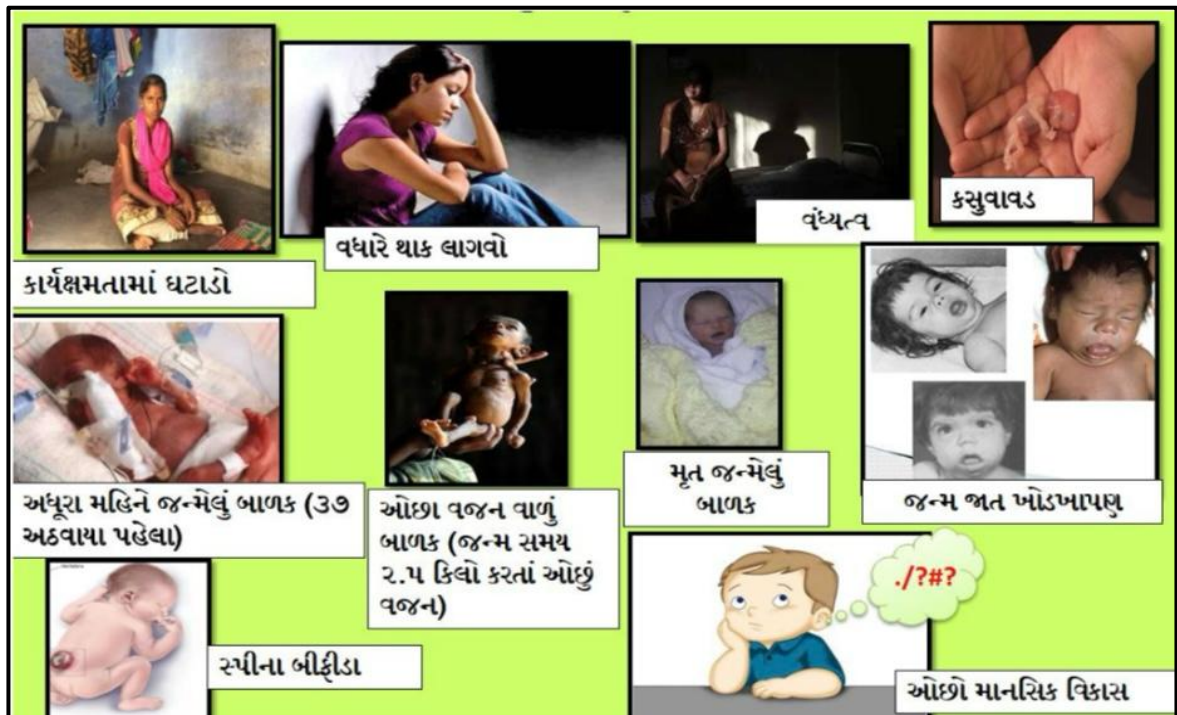 કાર્યક્ષમતામાં ઘટાડો
વધારે થાક લાગવો
વંધ્યત્વ
કસુવાવડ
અધૂરા મહિને જન્મેલું બાળક (૩૭
અઠવાયા પહેલા)
ઓછા વજન વાળું
બાળક (જન્મ સમય
૨.૫ કિલો કરતાં ઓછું
વજન)
મૃત જન્મેલું
બાળક
જન્મ જાત ખોડખાપણ
સ્પીના બીફીડા
./?#?
ઓછો માનસિક વિકાસ